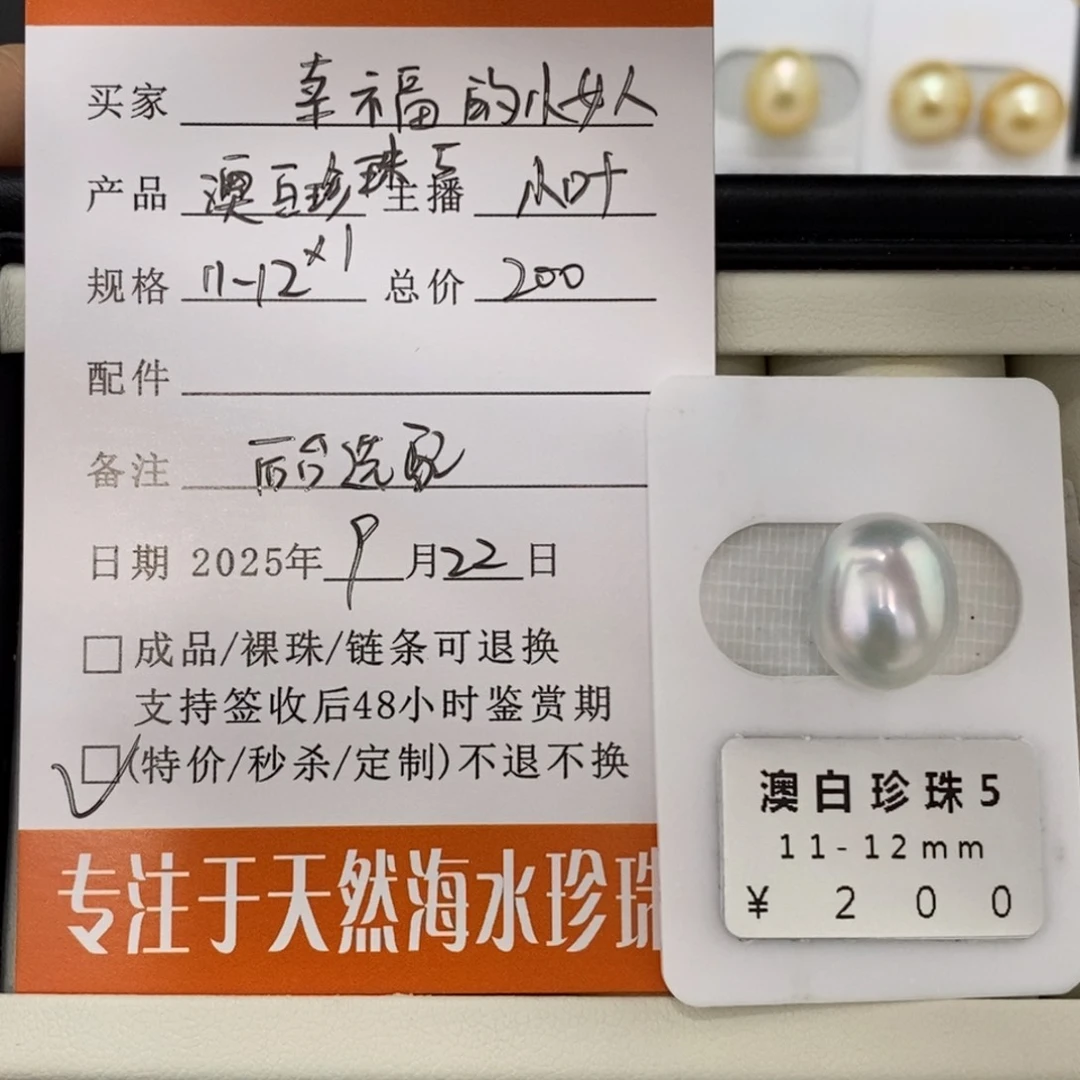 买家 幸福的小女人
产品 澳白珍珠5 主播 小叶
规格 11-12×1 总价 200
配件
备注 后台选配
日期 2025年9月22日
成品/裸珠/链条可退换
支持签收后48小时鉴赏期
(特价/秒杀/定制)不退不换
专注于天然海水珍珠
澳白珍珠5
11-12mm
¥ 200